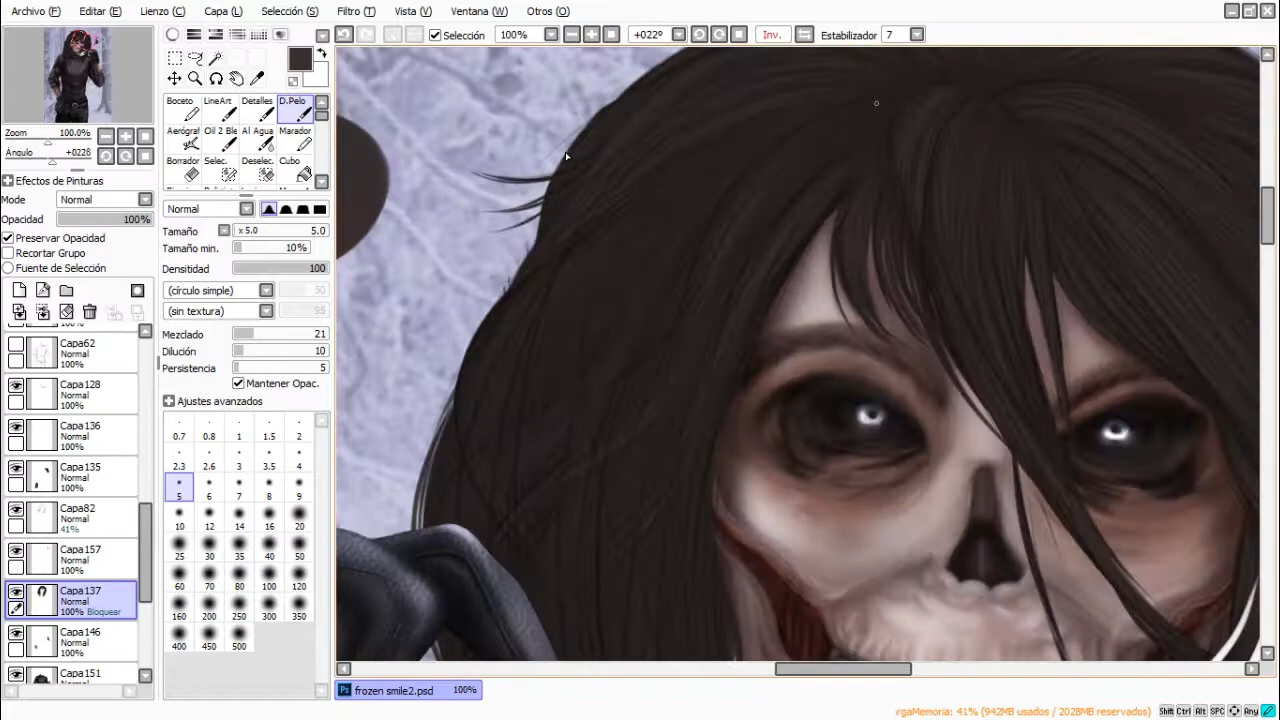 Archivo (F) Editar (E) Lienzo (C) Capa (L) Selección (S) Filtro (T) Vista (V) Ventana (W) Otros (O)
Selección 100% +022º Inv. Estabilizador 7
Zoom 100.0%
Ángulo +022B
Efectos de Pinturas
Mode Normal
Opacidad 100%
Preservar Opacidad
Recortar Grupo
Fuente de Selección
Capa62
Normal
100%
Capa128
Normal
100%
Capa136
Normal
100%
Capa135
Normal
100%
Capa82
Normal
41%
Capa157
Normal
100%
Capa137
Normal
100% Bloquear
Capa146
Normal
100%
Capa151
Normal
Boceto LineArt Detalles D.Pelo
Aerógraf Oil 2 Ble Al Agua Marador
Borrador Selec. Deselec. Cubo
Normal
Tamaño x 5.0 5.0
Tamaño min. 10%
Densitidad 100
(círculo simple) 50
(sin textura) 95
Mezclado 21
Dilución 10
Persistencia 5
Mantener Opac.
Ajustes avanzados
0.7 0.8 1 1.5 2
2.3 2.6 3 3.5 4
5 6 7 8 9
10 12 14 16 20
25 30 35 40 50
60 70 80 100 120
160 200 250 300 350
400 450 500
Ps frozen smile2.psd 100%
rgaMemoria: 41% (942MB usados / 2028MB reservados) Shift Ctrl Alt SPC Any